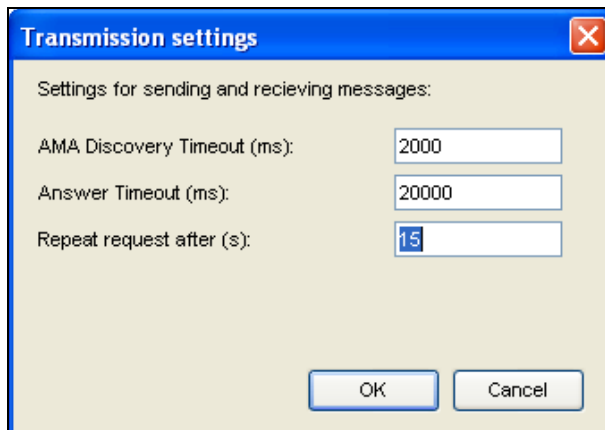 Transmission settings
Settings for sending and recieving messages:
AMA Discovery Timeout (ms): 2000
Answer Timeout (ms): 20000
Repeat request after (s): 15
OK Cancel